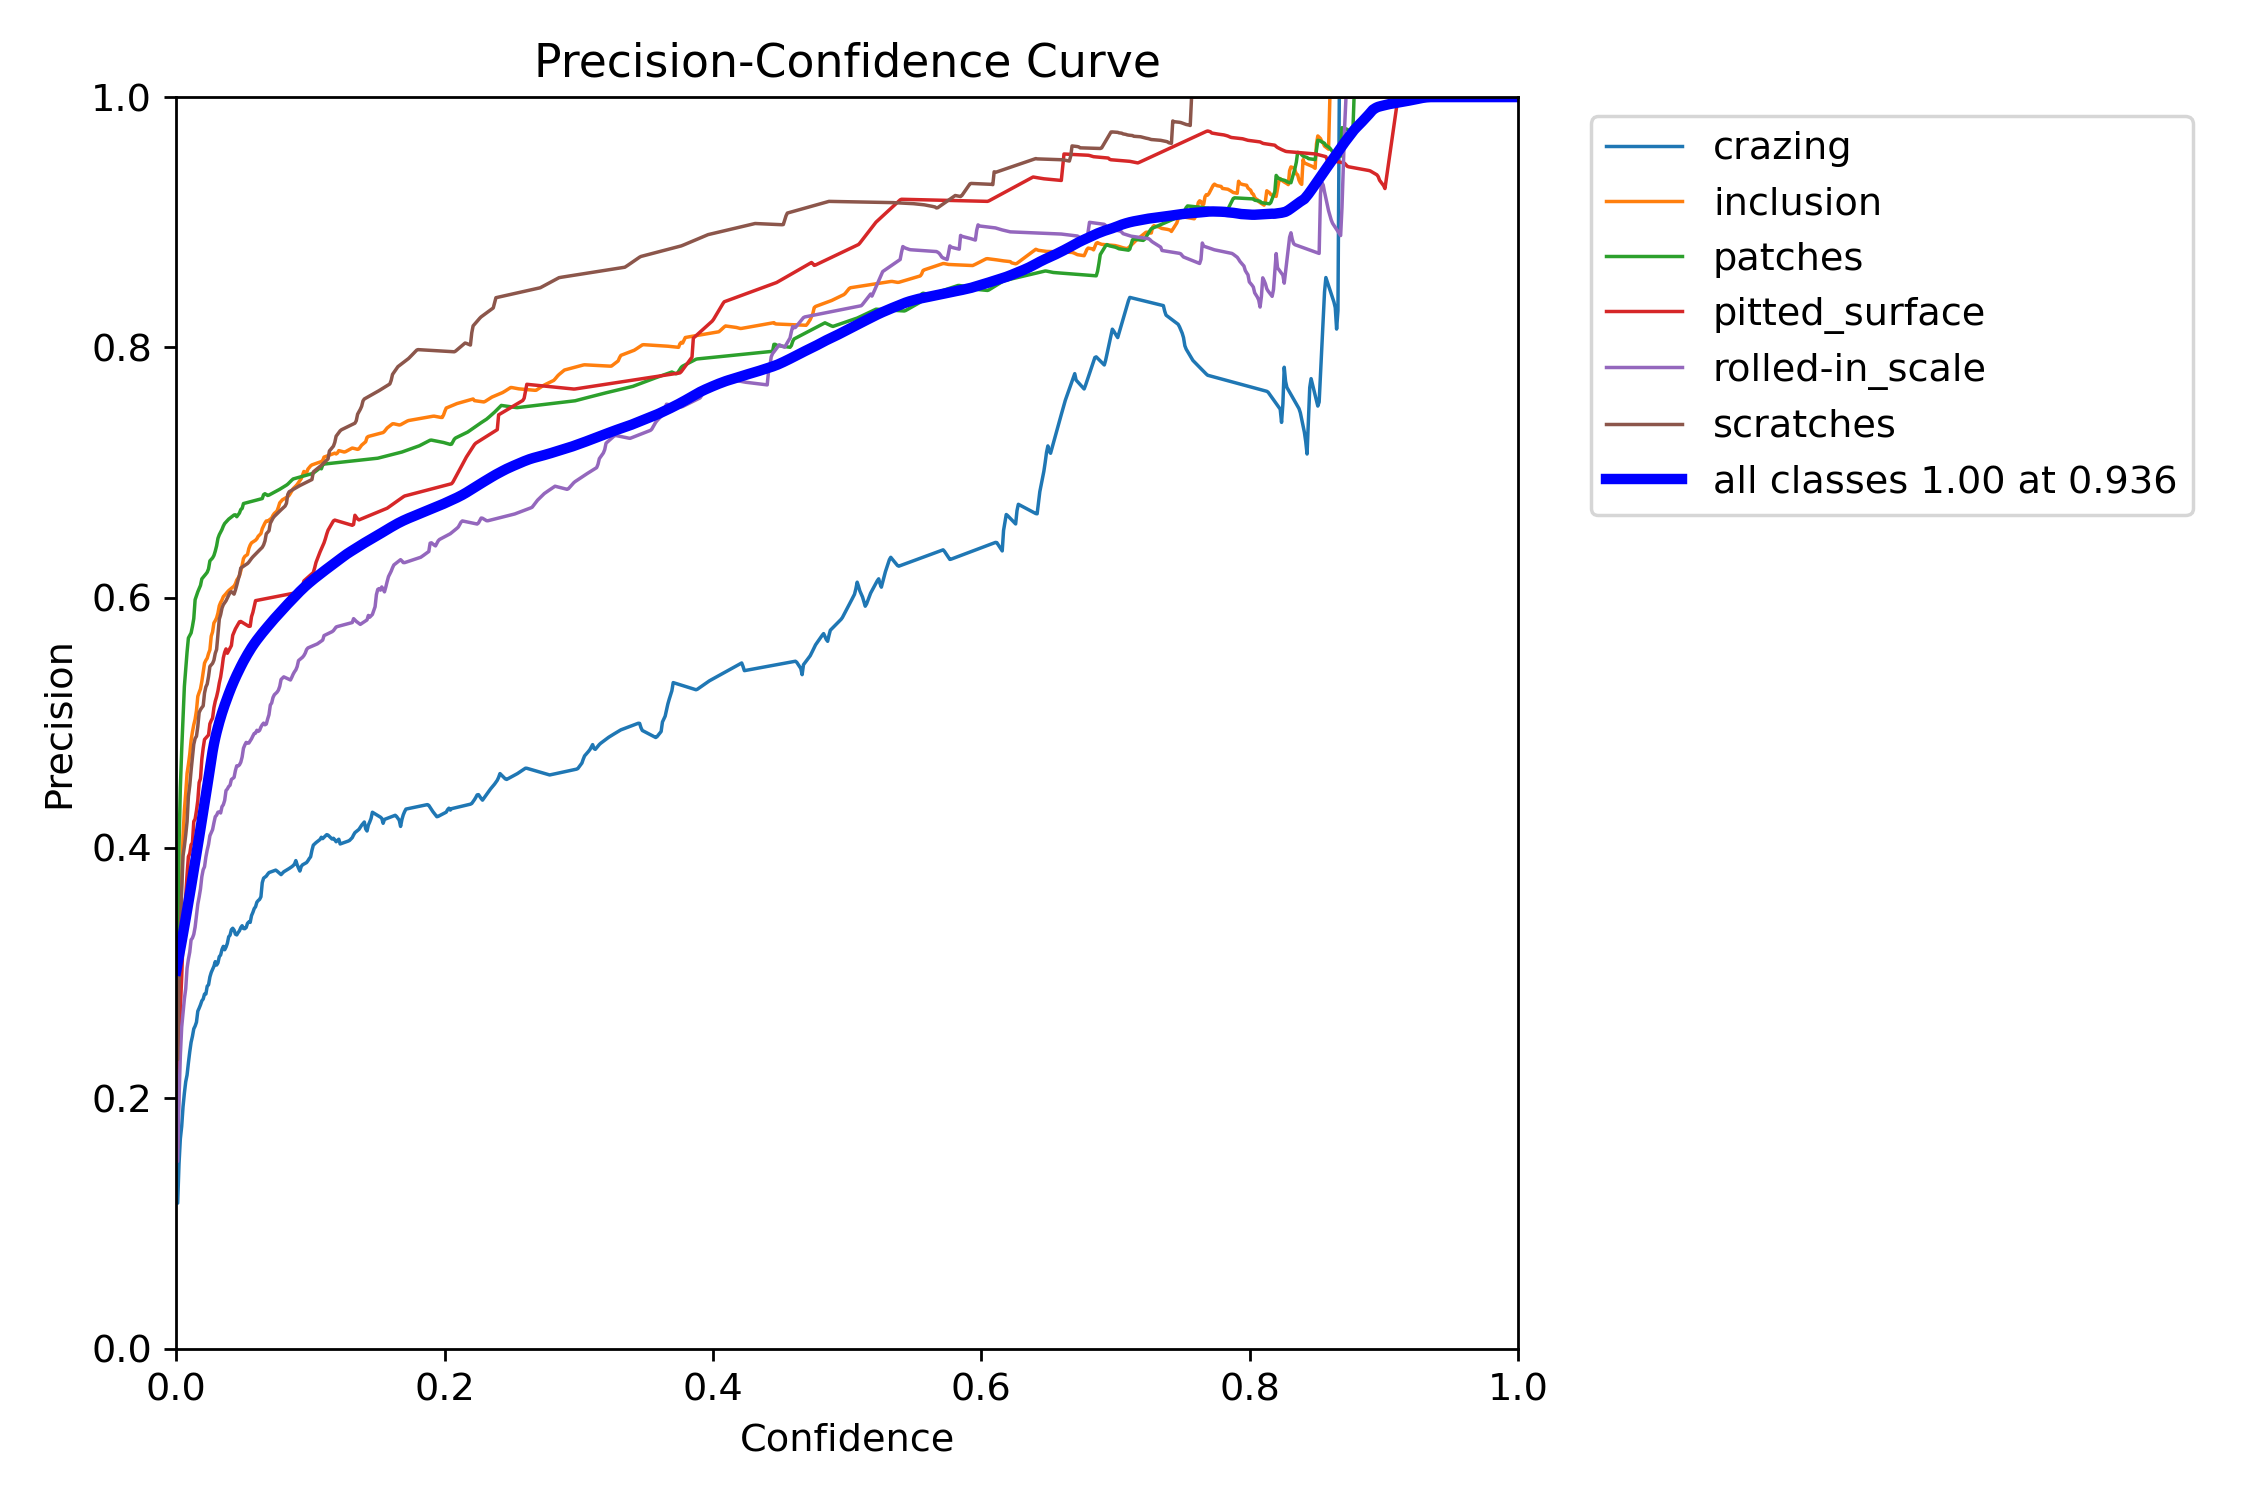 Precision-Confidence Curve
1.0
0.8
0.6
0.4
0.2
0.0
Precision
0.0 0.2 0.4 0.6 0.8 1.0
Confidence
crazing
inclusion
patches
pitted_surface
rolled-in_scale
scratches
all classes 1.00 at 0.936